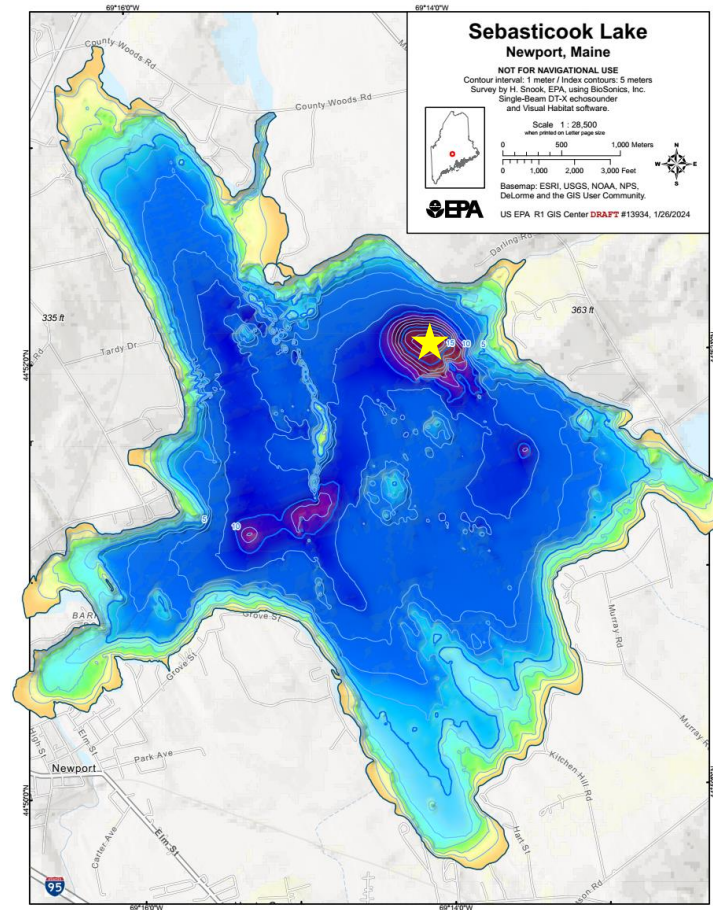 69°16'0"W
69°14'0"W
Sebasticook Lake
Newport, Maine
NOT FOR NAVIGATIONAL USE
Contour interval: 1 meter / Index contours: 5 meters
Survey by H. Snook, EPA, using BioSonics, Inc.
Single-Beam DT-X echosounder
and Visual Habitat software.
Scale 1 : 28,500
when printed on Letter page size
0 500 1,000 Meters
0 1,000 2,000 3,000 Feet
N
W E
S
Basemap: ESRI, USGS, NOAA, NPS,
DeLorme and the GIS User Community.
EPA
US EPA R1 GIS Center DRAFT #13934, 1/26/2024
County Woods Rd
County Woods Rd
Darling Rd
335 ft
363 ft
Tardy Dr
Rd
44°52'0"N
15 10 5
5
10
BARR
Grove St
Grove St
Murray Rd
Murray R
High St
Elm St
Park Ave
Newport
Kitchen Hill Rd
44°50'0"N
Carter Ave
Elm St
Hart St
son Rd
95
69°16'0"W
69°14'0"W